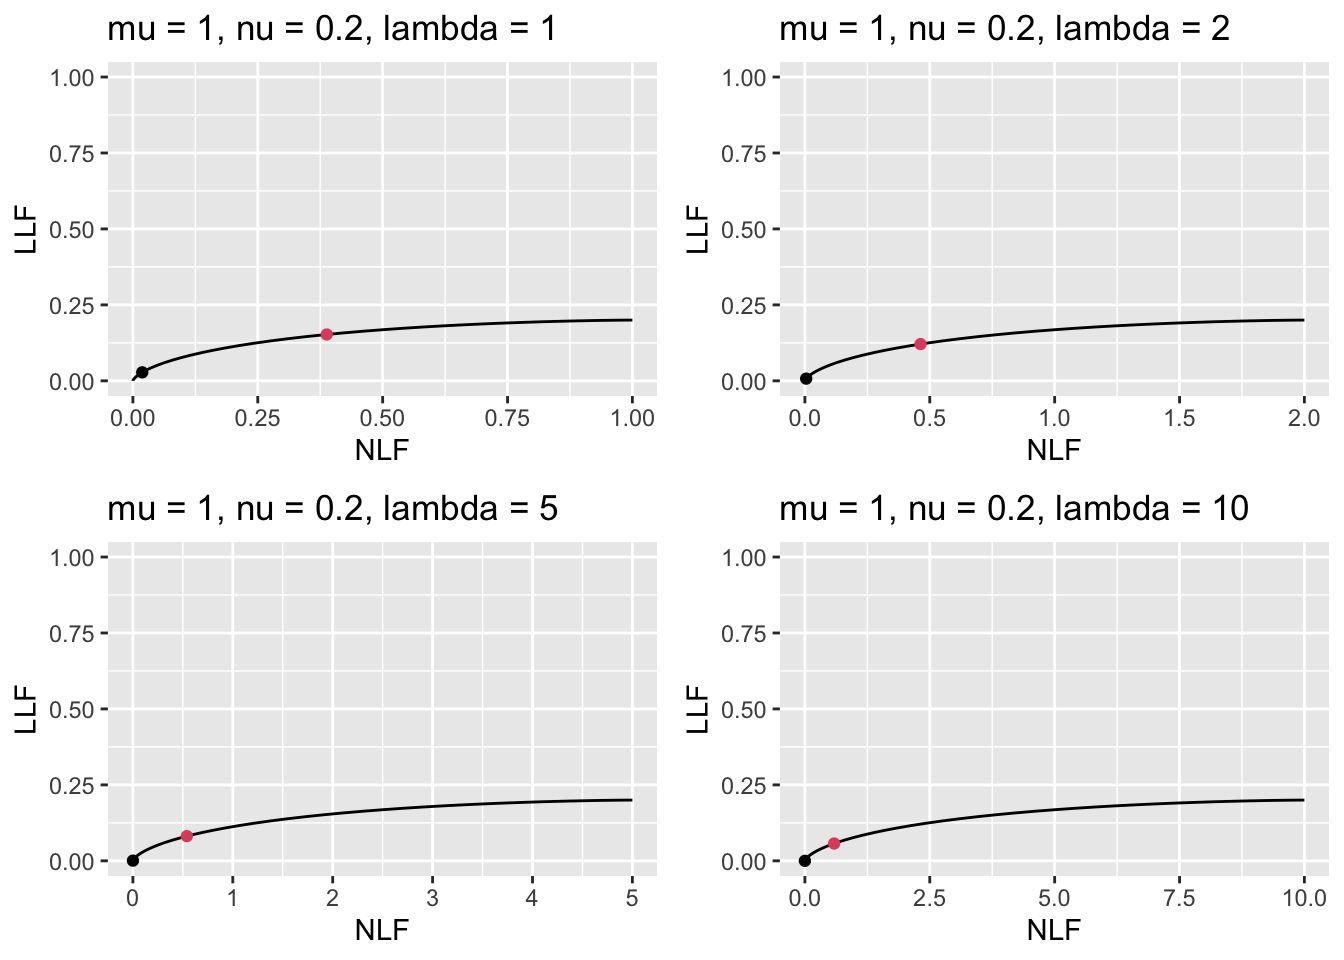 mu = 1, nu = 0.2, lambda = 1
1.00
0.75
0.50
0.25
0.00
LLF
0.00 0.25 0.50 0.75 1.00
NLF
mu = 1, nu = 0.2, lambda = 2
1.00
0.75
0.50
0.25
0.00
LLF
0.0 0.5 1.0 1.5 2.0
NLF
mu = 1, nu = 0.2, lambda = 5
1.00
0.75
0.50
0.25
0.00
LLF
0 1 2 3 4 5
NLF
mu = 1, nu = 0.2, lambda = 10
1.00
0.75
0.50
0.25
0.00
LLF
0.0 2.5 5.0 7.5 10.0
NLF